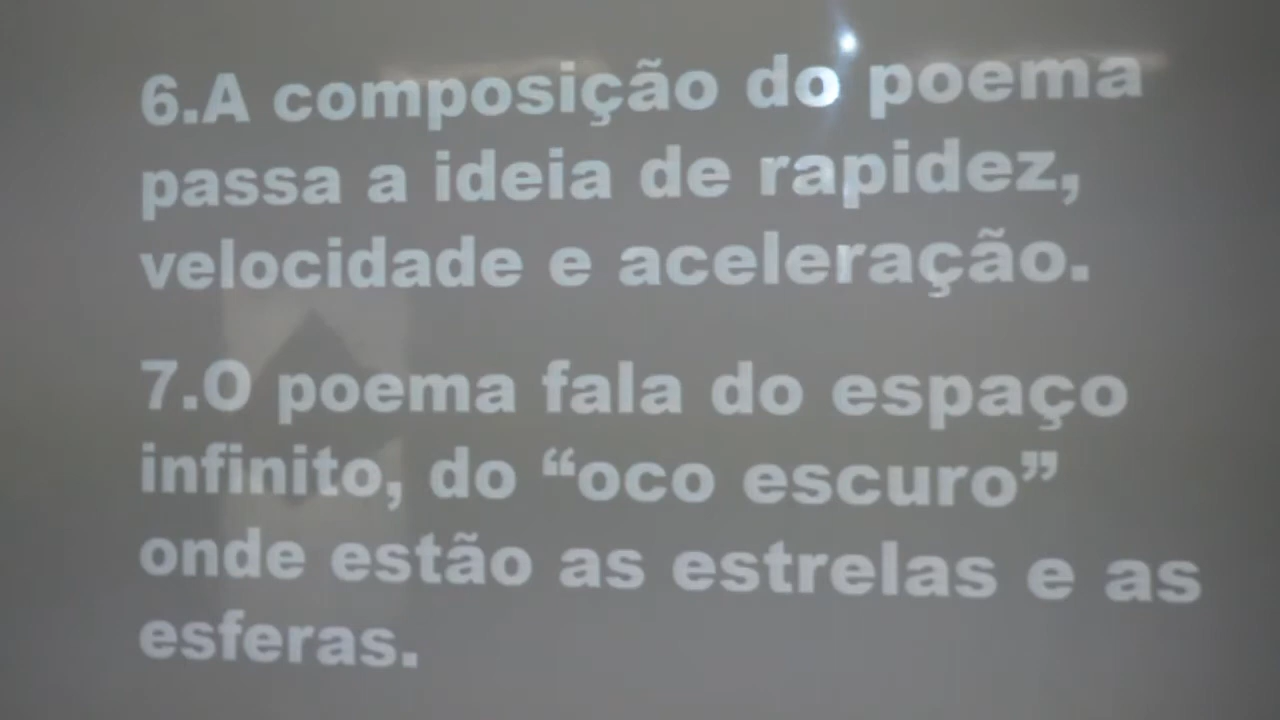 6.A composição do poema
passa a ideia de rapidez,
velocidade e aceleração.
7.O poema fala do espaço
infinito, do “oco escuro”
onde estão as estrelas e as
esferas.